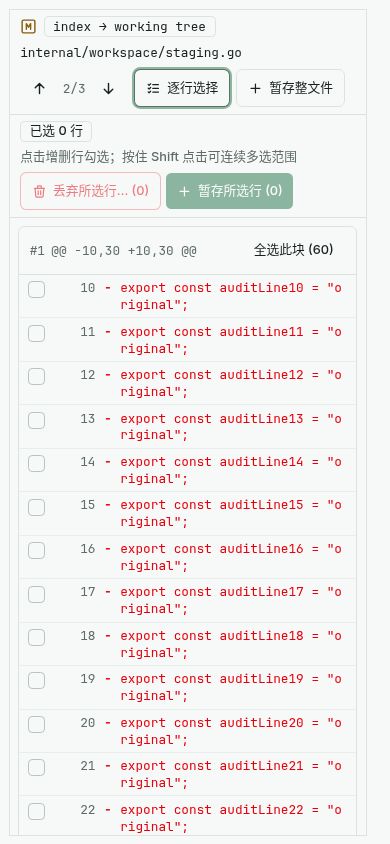 M index → working tree
internal/workspace/staging.go
↑ 2/3 ↓ 逐行选择 + 暂存整文件
已选 0 行
点击增删行勾选；按住 Shift 点击可连续多选范围
丢弃所选行... (0) + 暂存所选行 (0)
#1 @@ -10,30 +10,30 @@ 全选此块 (60)
10 - export const auditLine10 = "o
riginal";
11 - export const auditLine11 = "o
riginal";
12 - export const auditLine12 = "o
riginal";
13 - export const auditLine13 = "o
riginal";
14 - export const auditLine14 = "o
riginal";
15 - export const auditLine15 = "o
riginal";
16 - export const auditLine16 = "o
riginal";
17 - export const auditLine17 = "o
riginal";
18 - export const auditLine18 = "o
riginal";
19 - export const auditLine19 = "o
riginal";
20 - export const auditLine20 = "o
riginal";
21 - export const auditLine21 = "o
riginal";
22 - export const auditLine22 = "o
riginal";